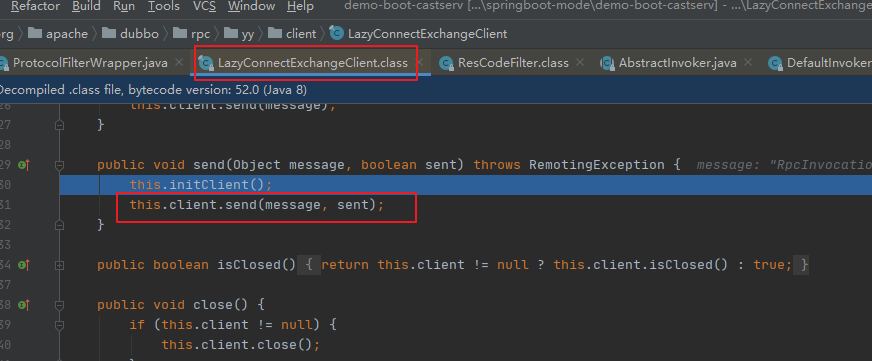 Refactor Build Run Tools VCS Window Help demo-boot-castserv [...\springboot-mode\demo-boot-castserv] - ...\LazyConnectExchange
org apache dubbo rpc yy client LazyConnectExchangeClient
ProtocolFilterWrapper.java LazyConnectExchangeClient.class ResCodeFilter.class AbstractInvoker.java DefaultInvoker
Decompiled .class file, bytecode version: 52.0 (Java 8)
26 this.client.send(message);
27 }
28
29 public void send(Object message, boolean sent) throws RemotingException { message: "RpcInvocatio
30 this.initClient();
31 this.client.send(message, sent);
32 }
33
34 public boolean isClosed() { return this.client != null ? this.client.isClosed() : true; }
38 public void close() {
39 if (this.client != null) {
40 this.client.close();